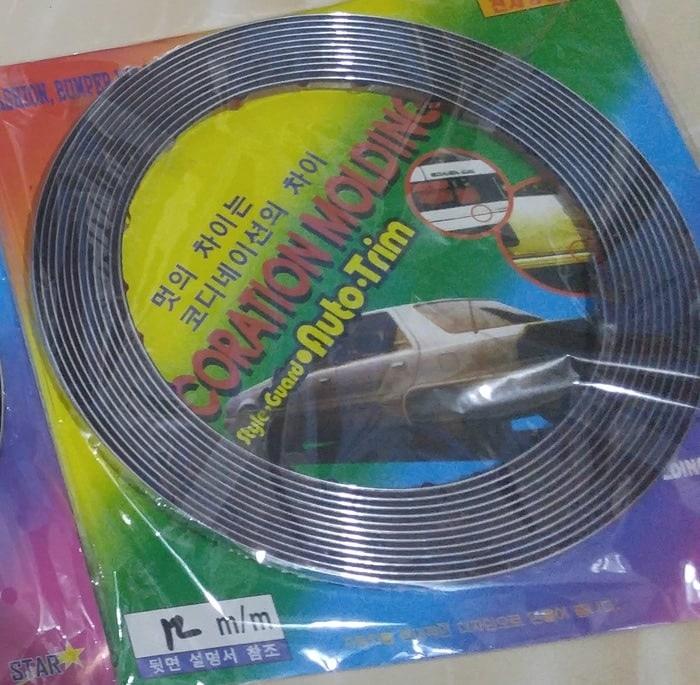 BUMPER
멋의 차이는
코디네이션의 차이
CORATION MOLDING
Style•Guard•Auto•Trim
12 m/m
뒷면 설명서 참조
STAR